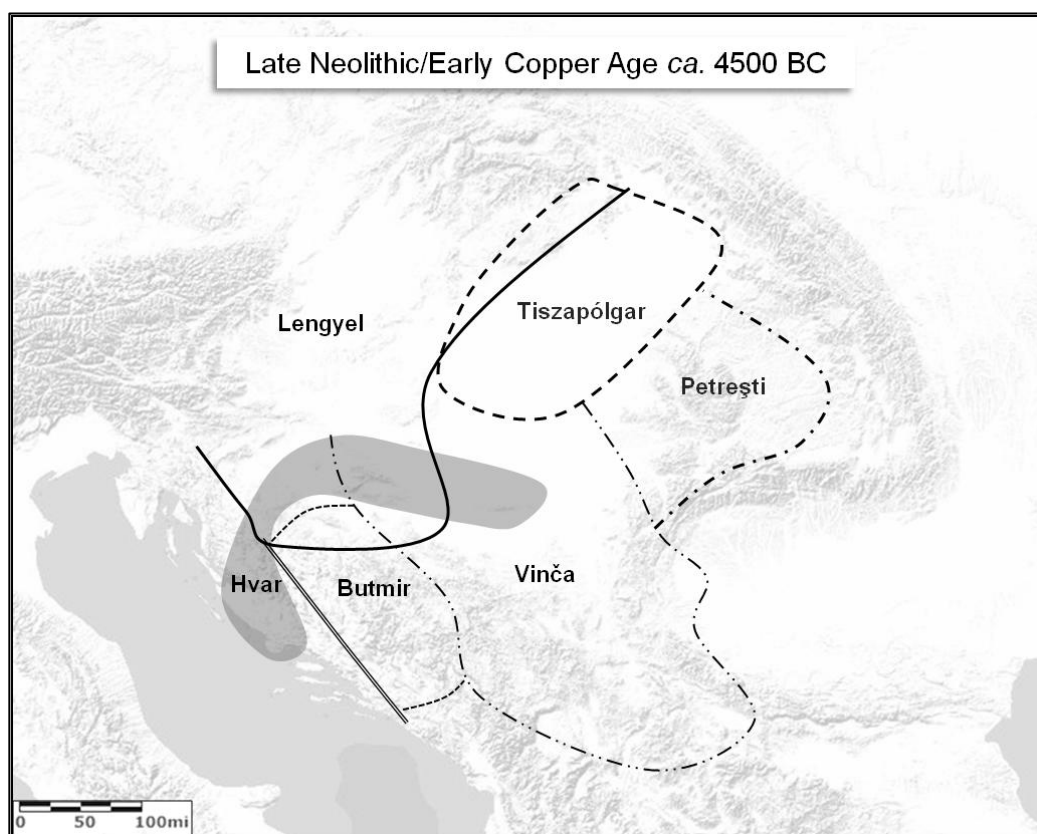 Late Neolithic/Early Copper Age ca. 4500 BC
Lengyel
Tiszapólgar
Petreşti
Hvar
Butmir
Vinča
0 50 100mi